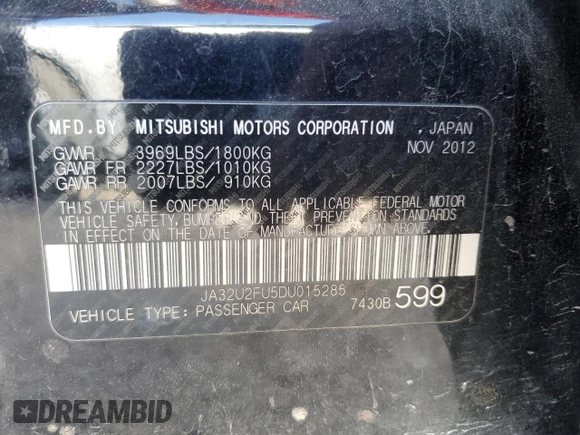 MFD.BY MITSUBISHI MOTORS CORPORATION , JAPAN
GVWR 3969LBS/1800KG NOV 2012
GAWR FR 2227LBS/1010KG
GAWR RR 2007LBS/ 910KG
THIS VEHICLE CONFORMS TO ALL APPLICABLE FEDERAL MOTOR
VEHICLE SAFETY, BUMPER AND THEFT PREVENTION STANDARDS
IN EFFECT ON THE DATE OF MANUFACTURE SHOWN ABOVE.
JA32U2FU5DU015285
VEHICLE TYPE: PASSENGER CAR 7430B 599
DREAMBID